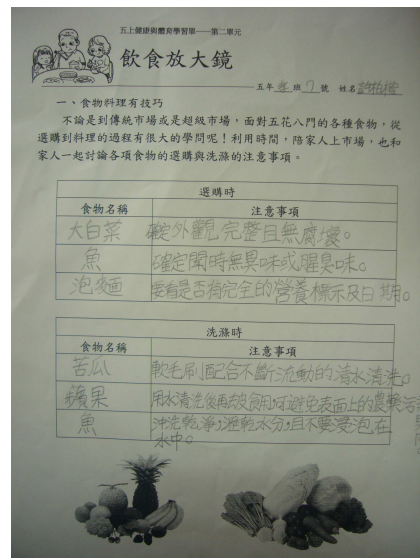 五上健康與體育學習單——第二單元
飲食放大鏡
五年 孝 班 7 號 姓名
一、食物料理有技巧
不論是到傳統市場或是超級市場，面對五花八門的各種食物，從
選購到料理的過程有很大的學問呢！利用時間，陪家人上市場，也和
家人一起討論各項食物的選購與洗滌的注意事項。
選購時
食物名稱 注意事項
大白菜 確定外觀完整且無腐壞。
魚 確定聞時無臭味或腥臭味。
泡麵 要看是否有完全的營養標示及日期。
洗滌時
食物名稱 注意事項
苦瓜 軟毛刷配合不斷流動的清水清洗。
蘋果 用水清洗後再去皮食用，可避免表面上的農藥
魚 沖洗乾淨，瀝乾水分，且不要浸泡在
水中。